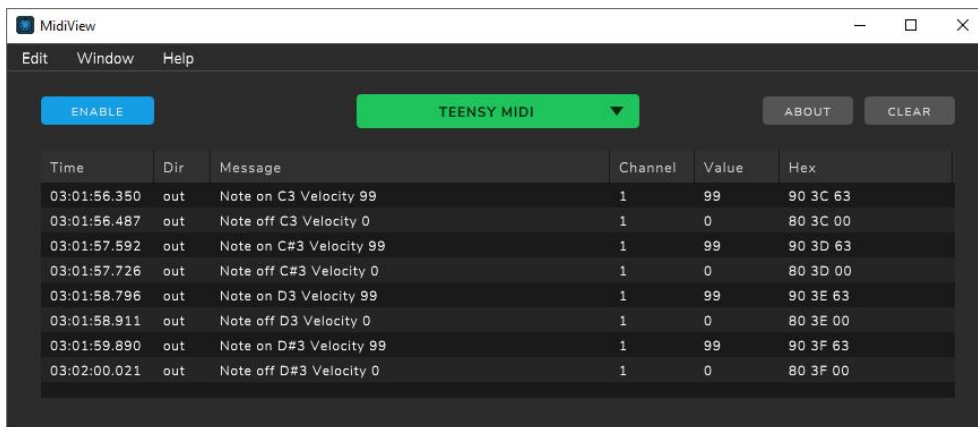 MidiView
Edit Window Help
ENABLE TEENSY MIDI ABOUT CLEAR
Time Dir Message Channel Value Hex
03:01:56.350 out Note on C3 Velocity 99 1 99 90 3C 63
03:01:56.487 out Note off C3 Velocity 0 1 0 80 3C 00
03:01:57.592 out Note on C#3 Velocity 99 1 99 90 3D 63
03:01:57.726 out Note off C#3 Velocity 0 1 0 80 3D 00
03:01:58.796 out Note on D3 Velocity 99 1 99 90 3E 63
03:01:58.911 out Note off D3 Velocity 0 1 0 80 3E 00
03:01:59.890 out Note on D#3 Velocity 99 1 99 90 3F 63
03:02:00.021 out Note off D#3 Velocity 0 1 0 80 3F 00